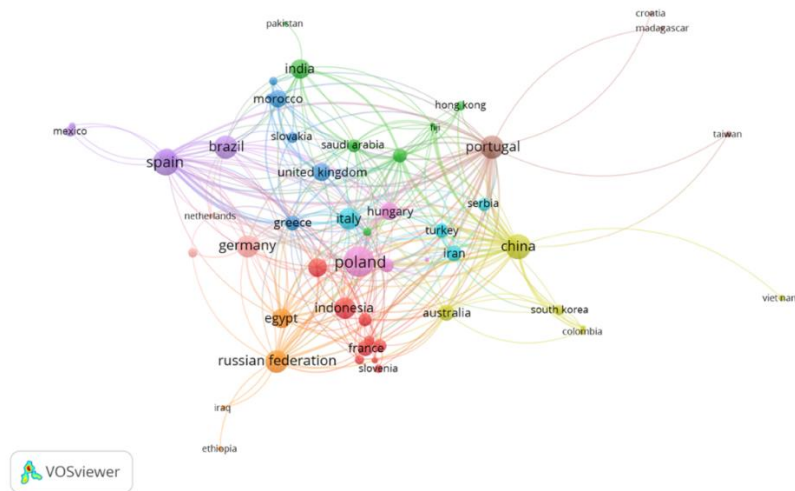 croatia
madagascar
pakistan
india
morocco
hong kong
fiji
mexico
slovakia
taiwan
brazil
saudi arabia
portugal
spain
united kingdom
serbia
netherlands
hungary
greece
italy
turkey
germany
china
iran
poland
viet nam
indonesia
south korea
egypt
australia
colombia
france
russian federation
slovenia
iraq
ethiopia
VOSviewer